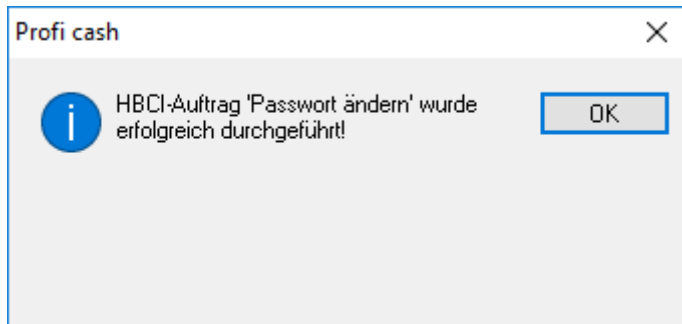 Profi cash
HBCI-Auftrag 'Passwort ändern' wurde
erfolgreich durchgeführt!
OK